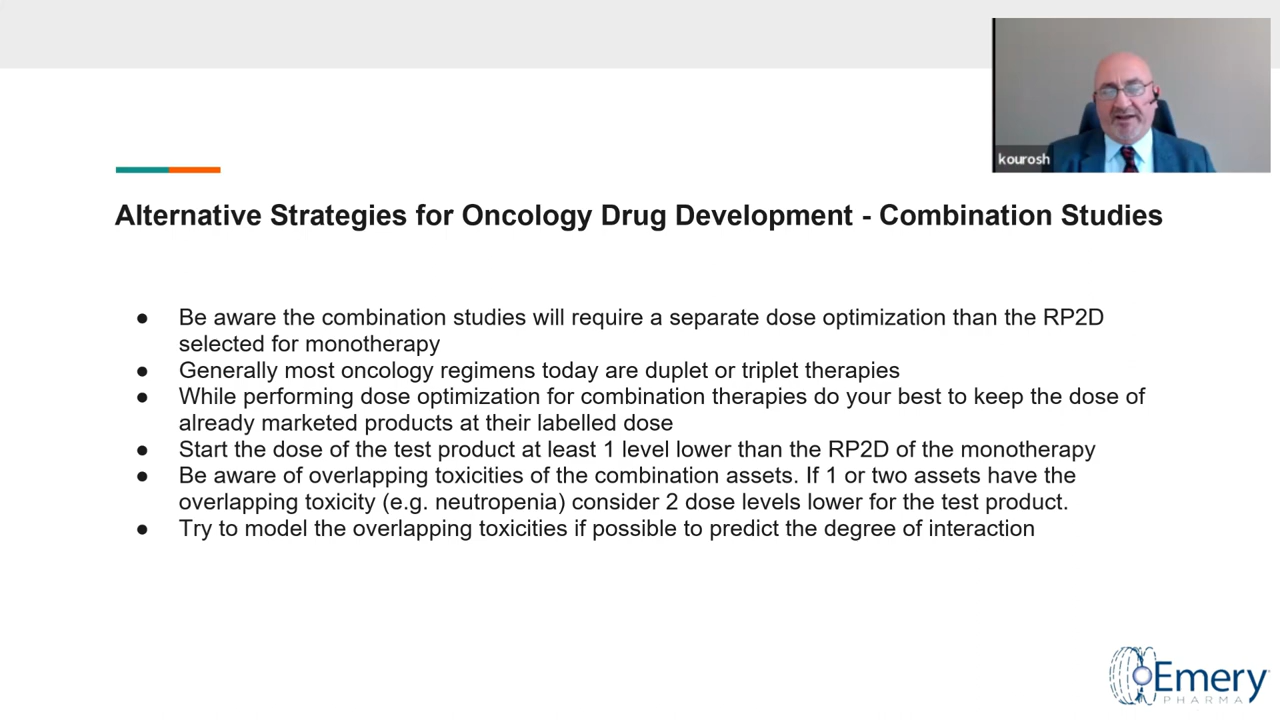 kourosh
Alternative Strategies for Oncology Drug Development - Combination Studies
● Be aware the combination studies will require a separate dose optimization than the RP2D
selected for monotherapy
● Generally most oncology regimens today are duplet or triplet therapies
● While performing dose optimization for combination therapies do your best to keep the dose of
already marketed products at their labelled dose
● Start the dose of the test product at least 1 level lower than the RP2D of the monotherapy
● Be aware of overlapping toxicities of the combination assets. If 1 or two assets have the
overlapping toxicity (e.g. neutropenia) consider 2 dose levels lower for the test product.
● Try to model the overlapping toxicities if possible to predict the degree of interaction
Emery
PHARMA